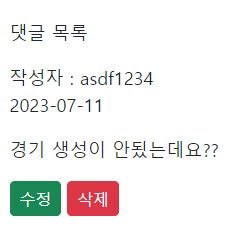 댓글 목록
작성자 : asdf1234
2023-07-11
경기 생성이 안됬는데요??
수정 삭제